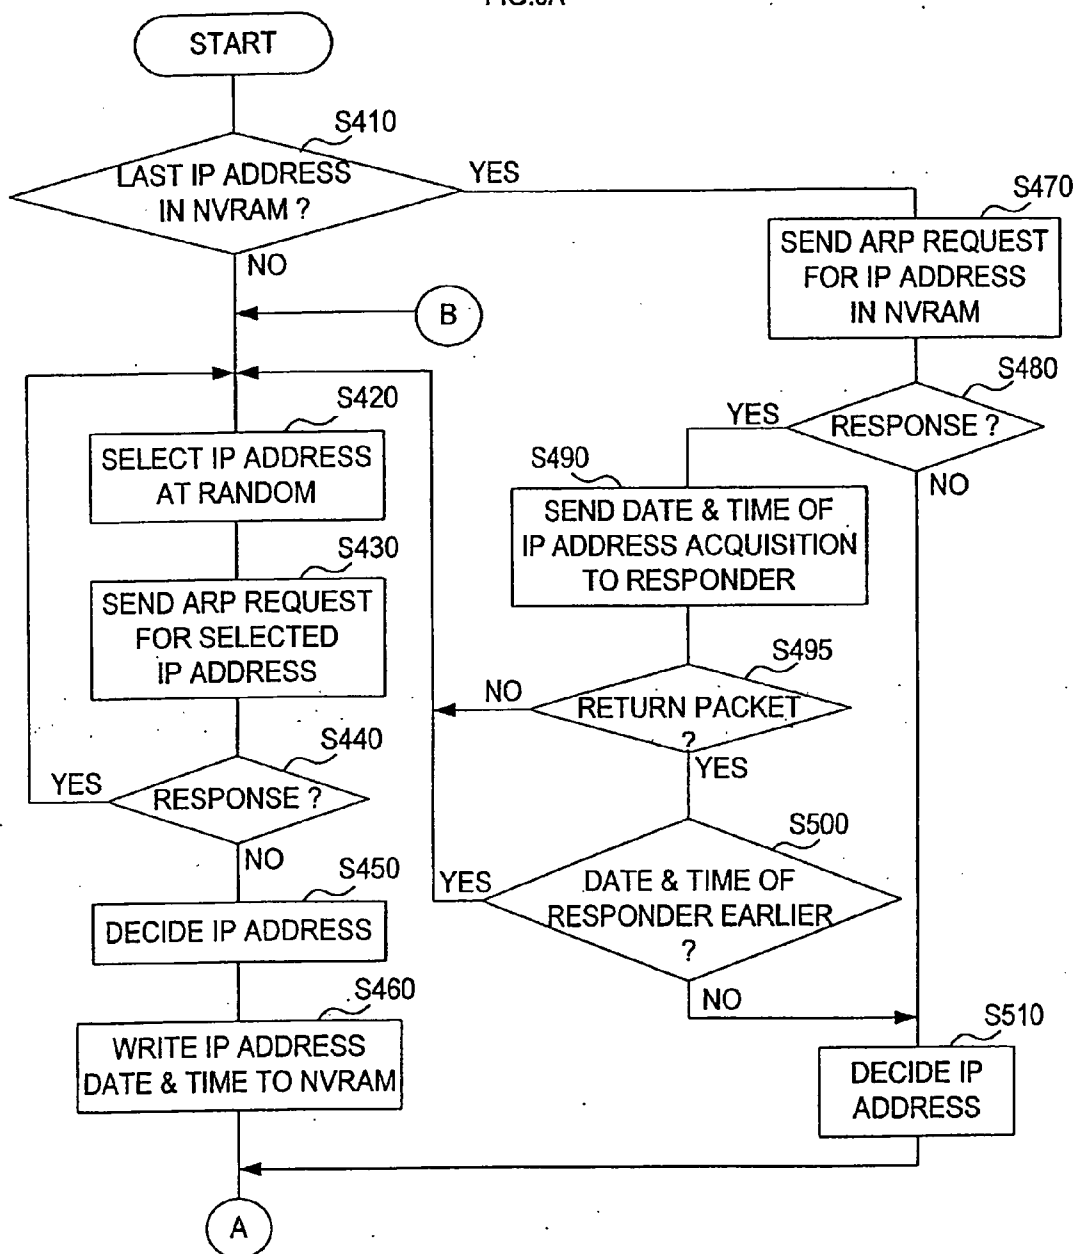 START
S410
LAST IP ADDRESS
IN NVRAM ?
YES
NO
B
S470
SEND ARP REQUEST
FOR IP ADDRESS
IN NVRAM
S480
RESPONSE ?
YES
NO
S420
SELECT IP ADDRESS
AT RANDOM
S430
SEND ARP REQUEST
FOR SELECTED
IP ADDRESS
S440
RESPONSE ?
YES
NO
S450
DECIDE IP ADDRESS
S460
WRITE IP ADDRESS
DATE & TIME TO NVRAM
S490
SEND DATE & TIME OF
IP ADDRESS ACQUISITION
TO RESPONDER
S495
RETURN PACKET
?
NO
YES
S500
DATE & TIME OF
RESPONDER EARLIER
?
YES
NO
S510
DECIDE IP
ADDRESS
A